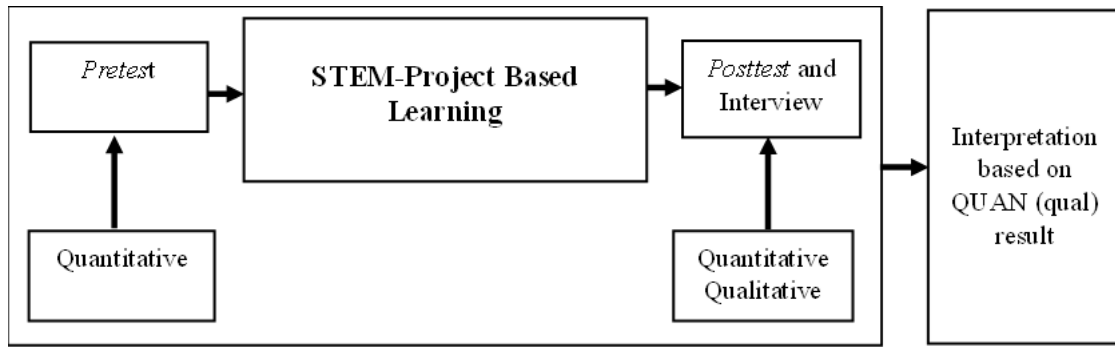 Pretest
STEM-Project Based
Learning
Posttest and
Interview
Quantitative
Quantitative
Qualitative
Interpretation
based on
QUAN (qual)
result